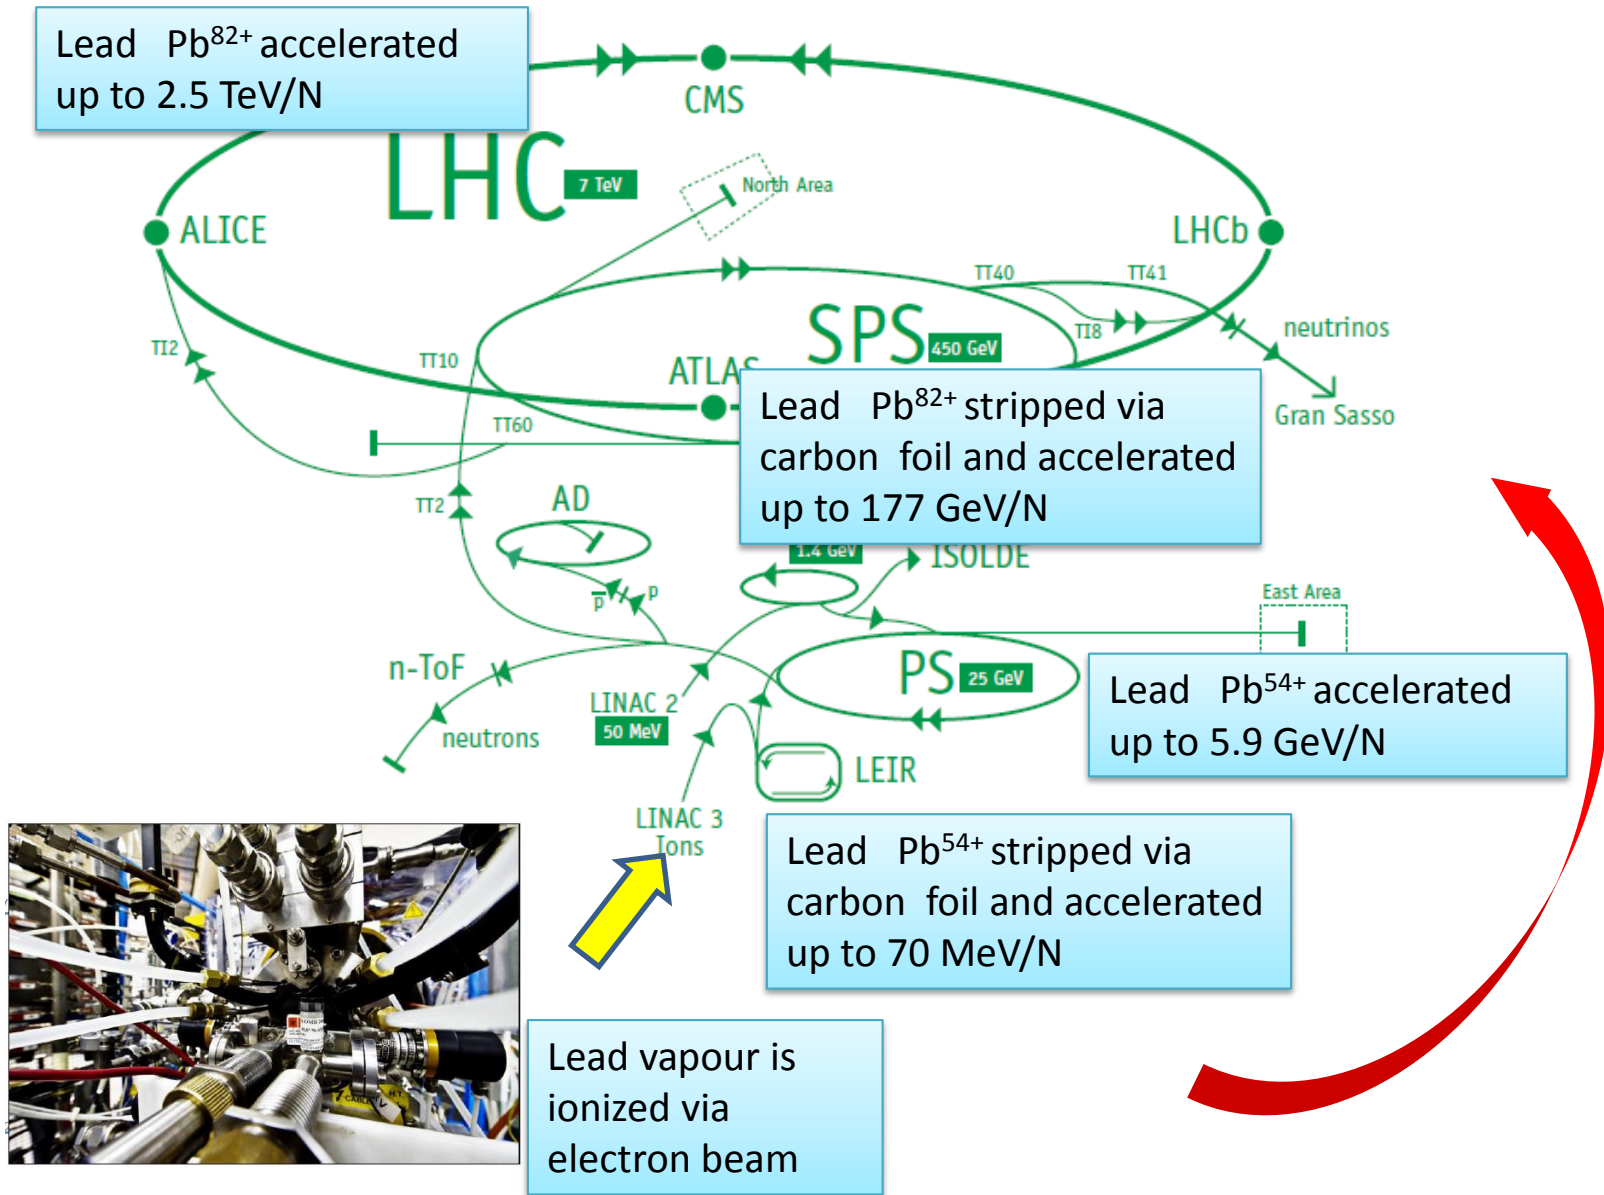 Lead Pb82+ accelerated
up to 2.5 TeV/N
CMS
LHC
7 TeV
North Area
ALICE
LHCb
TT40
TT41
SPS
450 GeV
TI8
neutrinos
TI2
TT10
ATLAS
Gran Sasso
Lead Pb82+ stripped via
carbon foil and accelerated
up to 177 GeV/N
TT60
TT2
AD
1.4 GeV
ISOLDE
p
p
East Area
n-ToF
PS
25 GeV
LINAC 2
50 MeV
neutrons
Lead Pb54+ accelerated
up to 5.9 GeV/N
LEIR
LINAC 3
Ions
Lead Pb54+ stripped via
carbon foil and accelerated
up to 70 MeV/N
Lead vapour is
ionized via
electron beam